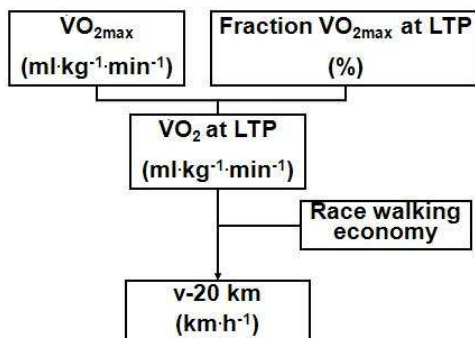 V̇O₂max
(ml·kg⁻¹·min⁻¹)
Fraction VO₂max at LTP
(%)
VO₂ at LTP
(ml·kg⁻¹·min⁻¹)
Race walking
economy
v-20 km
(km·h⁻¹)